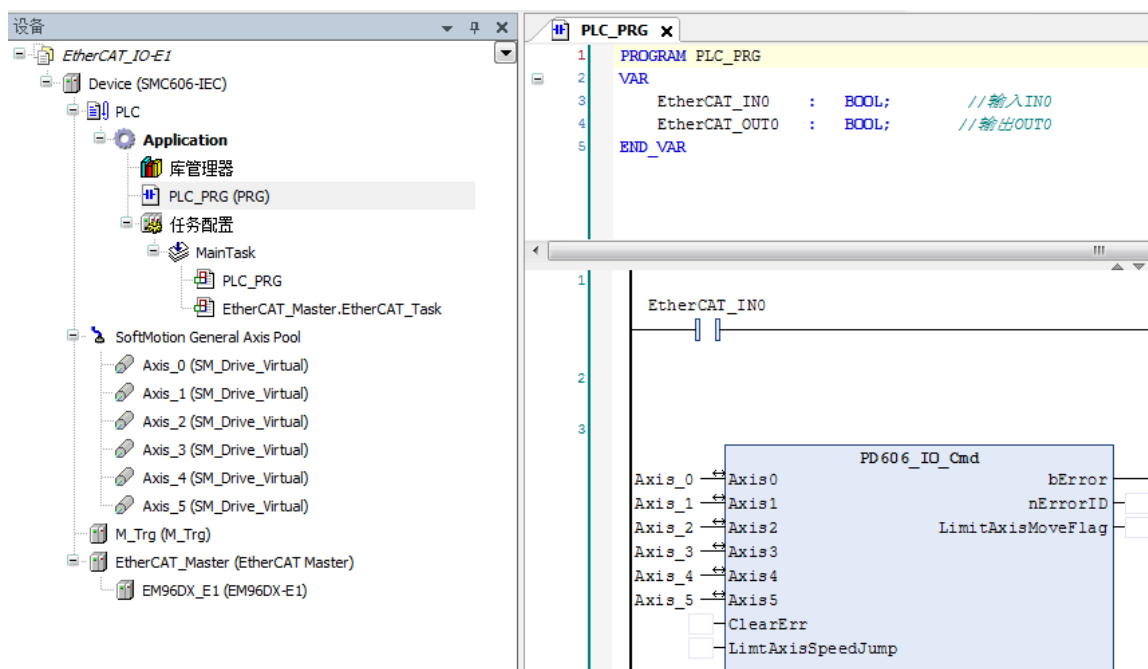 设备
EtherCAT_IO-E1
Device (SMC606-IEC)
PLC
Application
库管理器
PLC_PRG (PRG)
任务配置
MainTask
PLC_PRG
EtherCAT_Master.EtherCAT_Task
SoftMotion General Axis Pool
Axis_0 (SM_Drive_Virtual)
Axis_1 (SM_Drive_Virtual)
Axis_2 (SM_Drive_Virtual)
Axis_3 (SM_Drive_Virtual)
Axis_4 (SM_Drive_Virtual)
Axis_5 (SM_Drive_Virtual)
M_Trg (M_Trg)
EtherCAT_Master (EtherCAT Master)
EM96DX_E1 (EM96DX-E1)
PLC_PRG
1 PROGRAM PLC_PRG
2 VAR
3 EtherCAT_IN0 : BOOL; //输入IN0
4 EtherCAT_OUT0 : BOOL; //输出OUT0
5 END_VAR
1
EtherCAT_IN0
2
3
PD606_IO_Cmd
Axis_0 Axis0 bError
Axis_1 Axis1 nErrorID
Axis_2 Axis2 LimitAxisMoveFlag
Axis_3 Axis3
Axis_4 Axis4
Axis_5 Axis5
ClearErr
LimtAxisSpeedJump